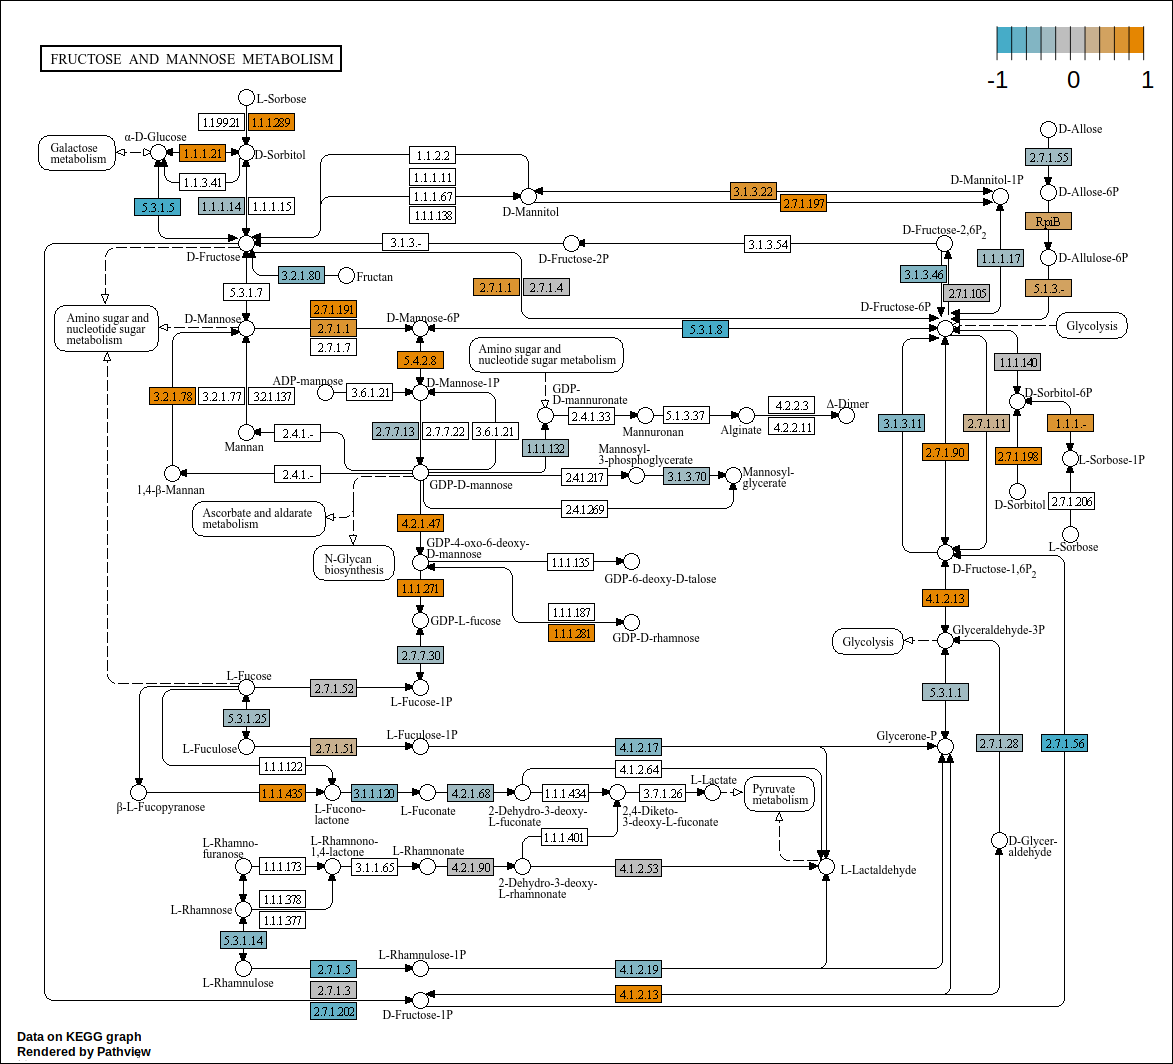 FRUCTOSE AND MANNOSE METABOLISM
-1 0 1
L-Sorbose
1.1.99.21 1.1.1.289
D-Allose
α-D-Glucose
Galactose
metabolism
1.1.1.21
D-Sorbitol
1.1.2.2
2.7.1.55
1.1.3.41
1.1.1.11
D-Mannitol-1P
5.3.1.5
1.1.1.14 1.1.1.15
1.1.1.67
1.1.1.138
D-Mannitol
3.1.3.22
2.7.1.197
D-Allose-6P
RpiB
D-Fructose
3.1.3.-
D-Fructose-2P
3.1.3.54
D-Fructose-2,6P2
D-Allulose-6P
3.2.1.80
Fructan
3.1.3.46
1.1.1.17
5.3.1.7
2.7.1.1 2.7.1.4
2.7.1.105
5.1.3.-
Amino sugar and
nucleotide sugar
metabolism
D-Mannose
2.7.1.191
2.7.1.1
2.7.1.7
D-Mannose-6P
5.3.1.8
D-Fructose-6P
Glycolysis
5.4.2.8
Amino sugar and
nucleotide sugar metabolism
1.1.1.140
ADP-mannose
3.6.1.21
D-Mannose-1P
GDP-
D-mannuronate
D-Sorbitol-6P
3.2.1.78 3.2.1.77 3.2.1.137
4.2.2.3
Δ-Dimer
2.4.1.33
5.1.3.37
Mannuronan
Alginate
4.2.2.11
Mannan
2.4.1.-
2.7.7.13 2.7.7.22 3.6.1.21
1.1.1.132
3.1.3.11
2.7.1.11
1.1.1.-
2.7.1.90
2.7.1.198
Mannosyl-
3-phosphoglycerate
L-Sorbose-1P
1,4-β-Mannan
2.4.1.-
GDP-D-mannose
2.4.1.217
3.1.3.70
Mannosyl-
glycerate
D-Sorbitol
2.7.1.206
2.4.1.269
Ascorbate and aldarate
metabolism
4.2.1.47
L-Sorbose
N-Glycan
biosynthesis
GDP-4-oxo-6-deoxy-
D-mannose
1.1.1.135
GDP-6-deoxy-D-talose
D-Fructose-1,6P2
1.1.1.271
4.1.2.13
GDP-L-fucose
1.1.1.187
1.1.1.281
GDP-D-rhamnose
Glycolysis
Glyceraldehyde-3P
2.7.7.30
L-Fucose
2.7.1.52
L-Fucose-1P
5.3.1.1
5.3.1.25
L-Fuculose
2.7.1.51
L-Fuculose-1P
4.1.2.17
Glycerone-P
2.7.1.28
2.7.1.56
1.1.1.122
4.1.2.64
β-L-Fucopyranose
1.1.1.435
L-Fucono-
lactone
3.1.1.120
L-Fuconate
4.2.1.68
2-Dehydro-3-deoxy-
L-fuconate
1.1.1.434
2,4-Diketo-
3-deoxy-L-fuconate
3.7.1.26
L-Lactate
Pyruvate
metabolism
1.1.1.401
L-Rhamno-
furanose
1.1.1.173
L-Rhamnono-
1,4-lactone
3.1.1.65
L-Rhamnonate
4.2.1.90
2-Dehydro-3-deoxy-
L-rhamnonate
4.1.2.53
L-Lactaldehyde
D-Glycer-
aldehyde
L-Rhamnose
1.1.1.378
1.1.1.377
5.3.1.14
L-Rhamnulose
2.7.1.5
L-Rhamnulose-1P
4.1.2.19
2.7.1.3
2.7.1.202
D-Fructose-1P
4.1.2.13
Data on KEGG graph
Rendered by Pathview